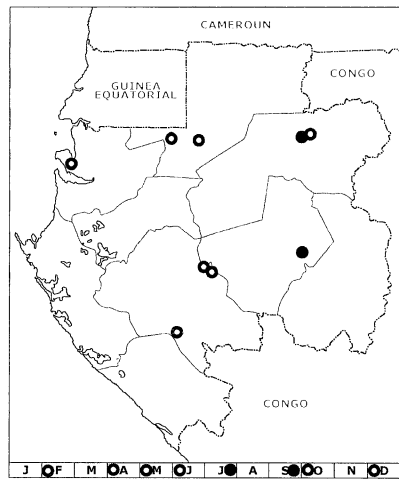 CAMEROUN
CONGO
GUINEA
EQUATORIAL
CONGO
J F M A M J J A S O N D